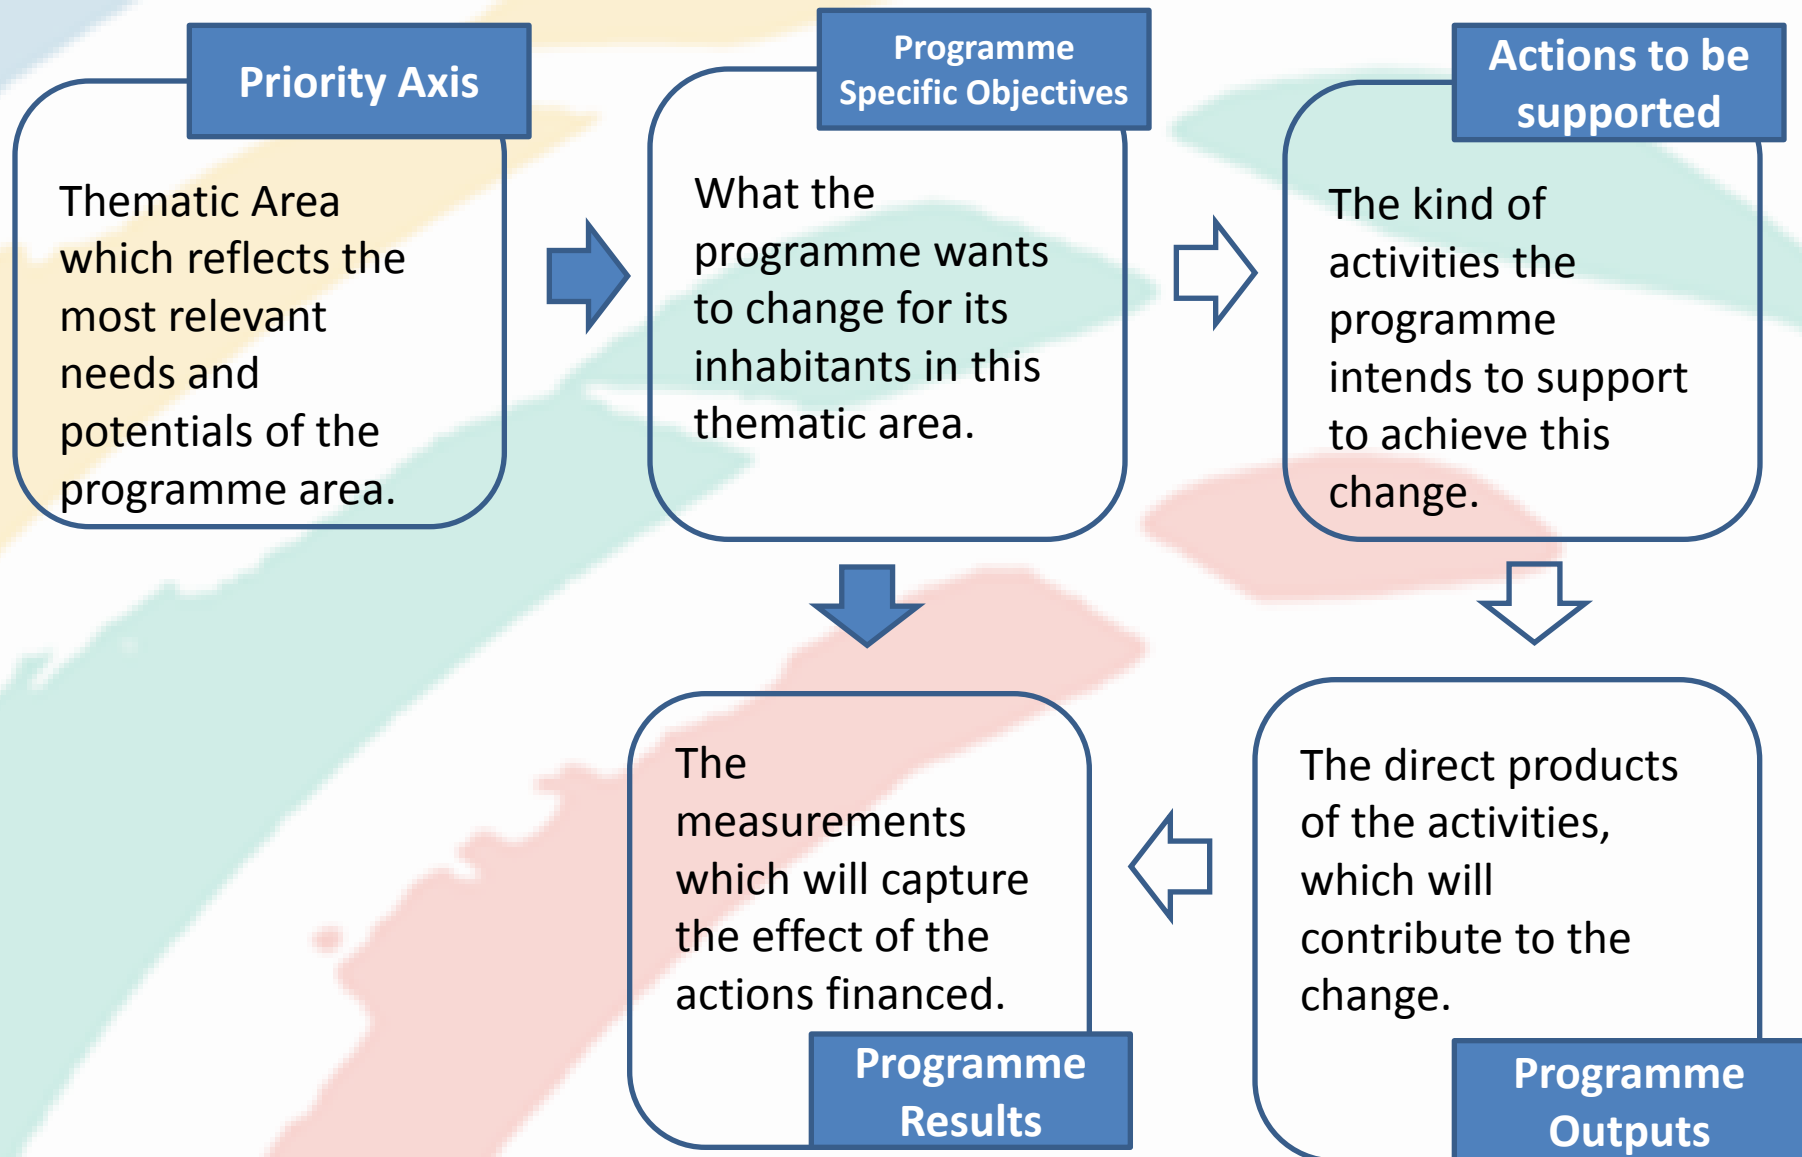 Priority Axis
Thematic Area
which reflects the
most relevant
needs and
potentials of the
programme area.
Programme
Specific Objectives
What the
programme wants
to change for its
inhabitants in this
thematic area.
Actions to be
supported
The kind of
activities the
programme
intends to support
to achieve this
change.
The
measurements
which will capture
the effect of the
actions financed.
Programme
Results
The direct products
of the activities,
which will
contribute to the
change.
Programme
Outputs